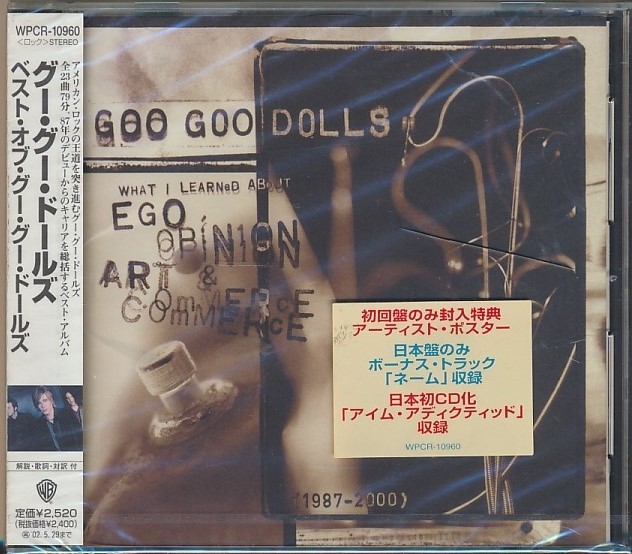 WPCR-10960
〈ロック〉STEREO
アメリカン・ロックの王道を突き進むグー・グー・ドールズ
全23曲79分、'87年のデビューからのキャリアを総括するベスト・アルバム
グー・グー・ドールズ
ベスト・オブ・グー・グー・ドールズ
解説・歌詞・対訳 付
WB
定価¥2,520
(税抜価格¥2,400)
02.5.29まで
GOO GOO DOLLS
WHAT I LEARNeD ABOUT
EGO
OPINION
ART &
COMMERCE
COMMERCE
初回盤のみ封入特典
アーティスト・ポスター
日本盤のみ
ボーナス・トラック
「ネーム」収録
日本初CD化
「アイム・アディクティッド」
収録
WPCR-10960
(1987-2000)